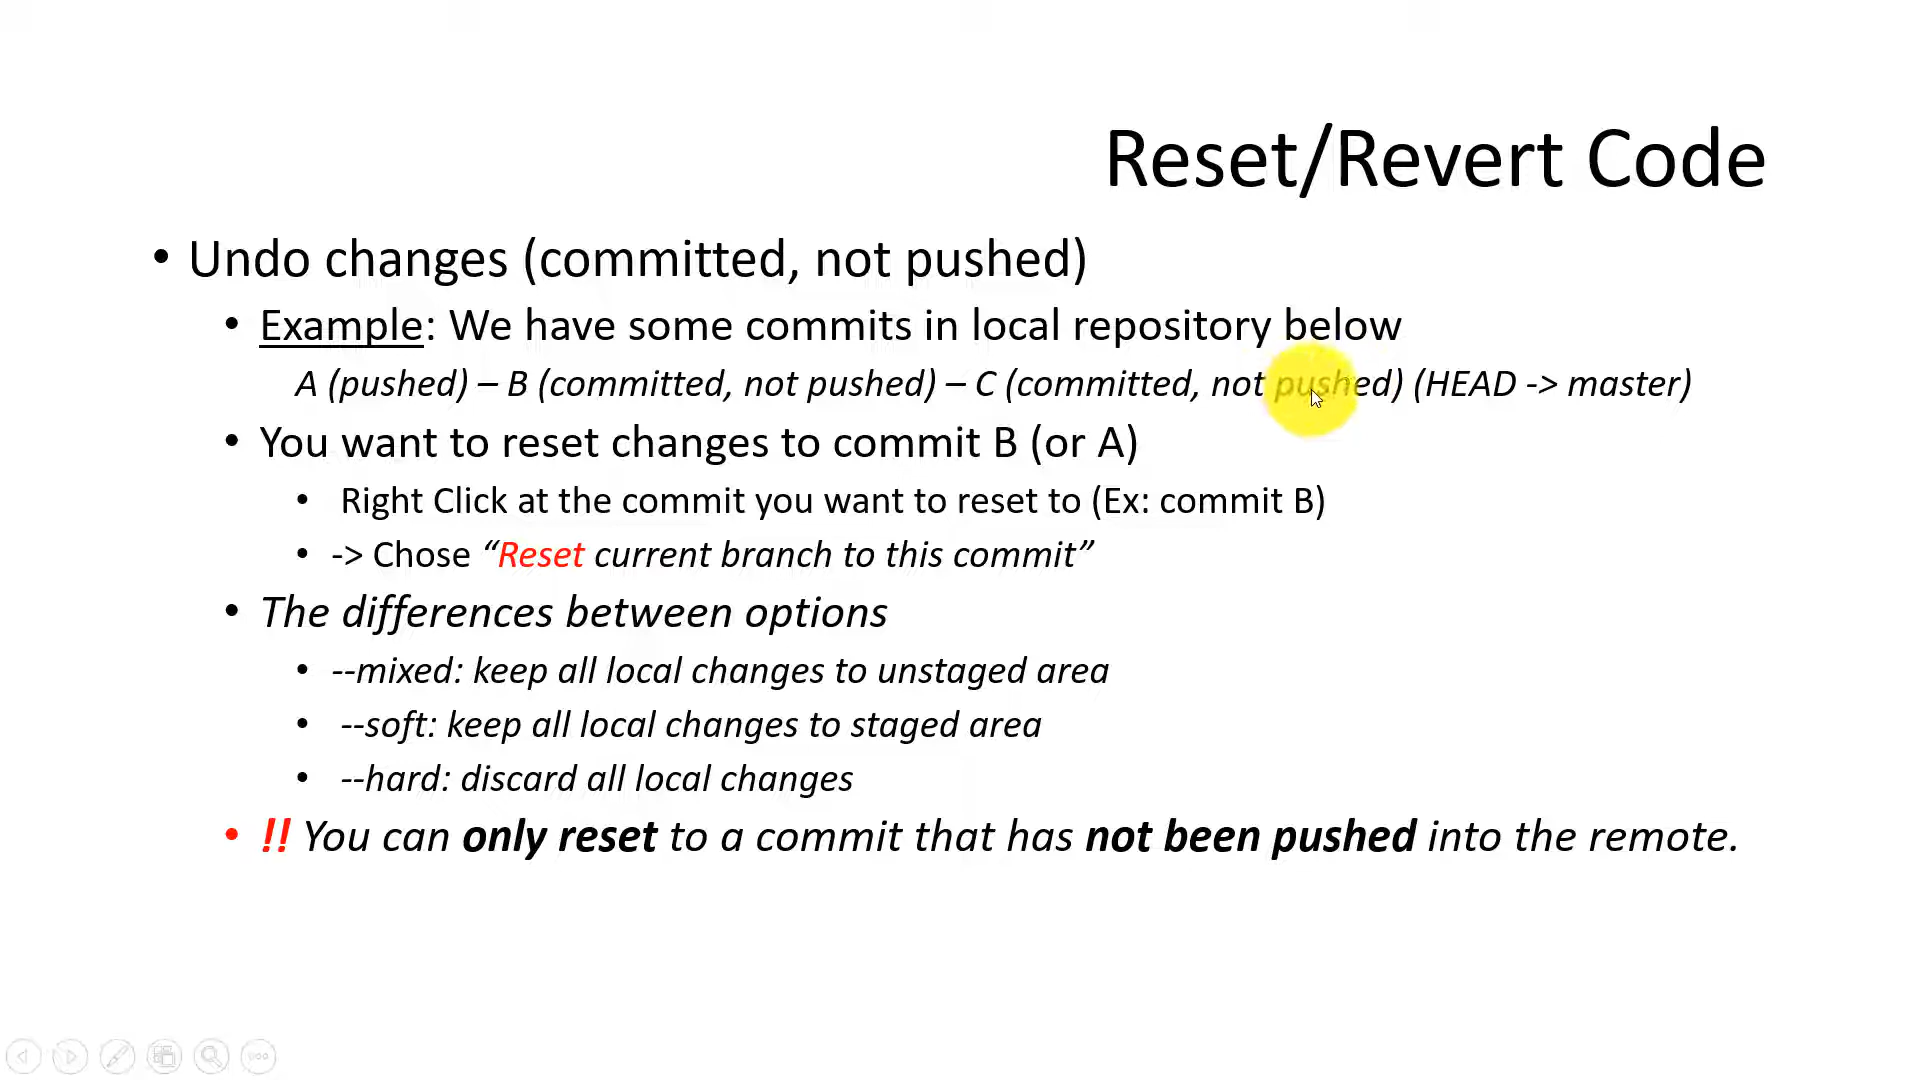 Reset/Revert Code
• Undo changes (committed, not pushed)
• Example: We have some commits in local repository below
A (pushed) – B (committed, not pushed) – C (committed, not pushed) (HEAD -> master)
• You want to reset changes to commit B (or A)
• Right Click at the commit you want to reset to (Ex: commit B)
• -> Chose “Reset current branch to this commit”
• The differences between options
• --mixed: keep all local changes to unstaged area
• --soft: keep all local changes to staged area
• --hard: discard all local changes
• !! You can only reset to a commit that has not been pushed into the remote.